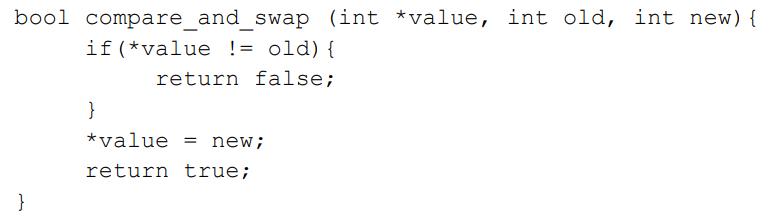 bool compare_and_swap (int *value, int old, int new){
     if(*value != old){
          return false;
     }
     *value = new;
     return true;
}